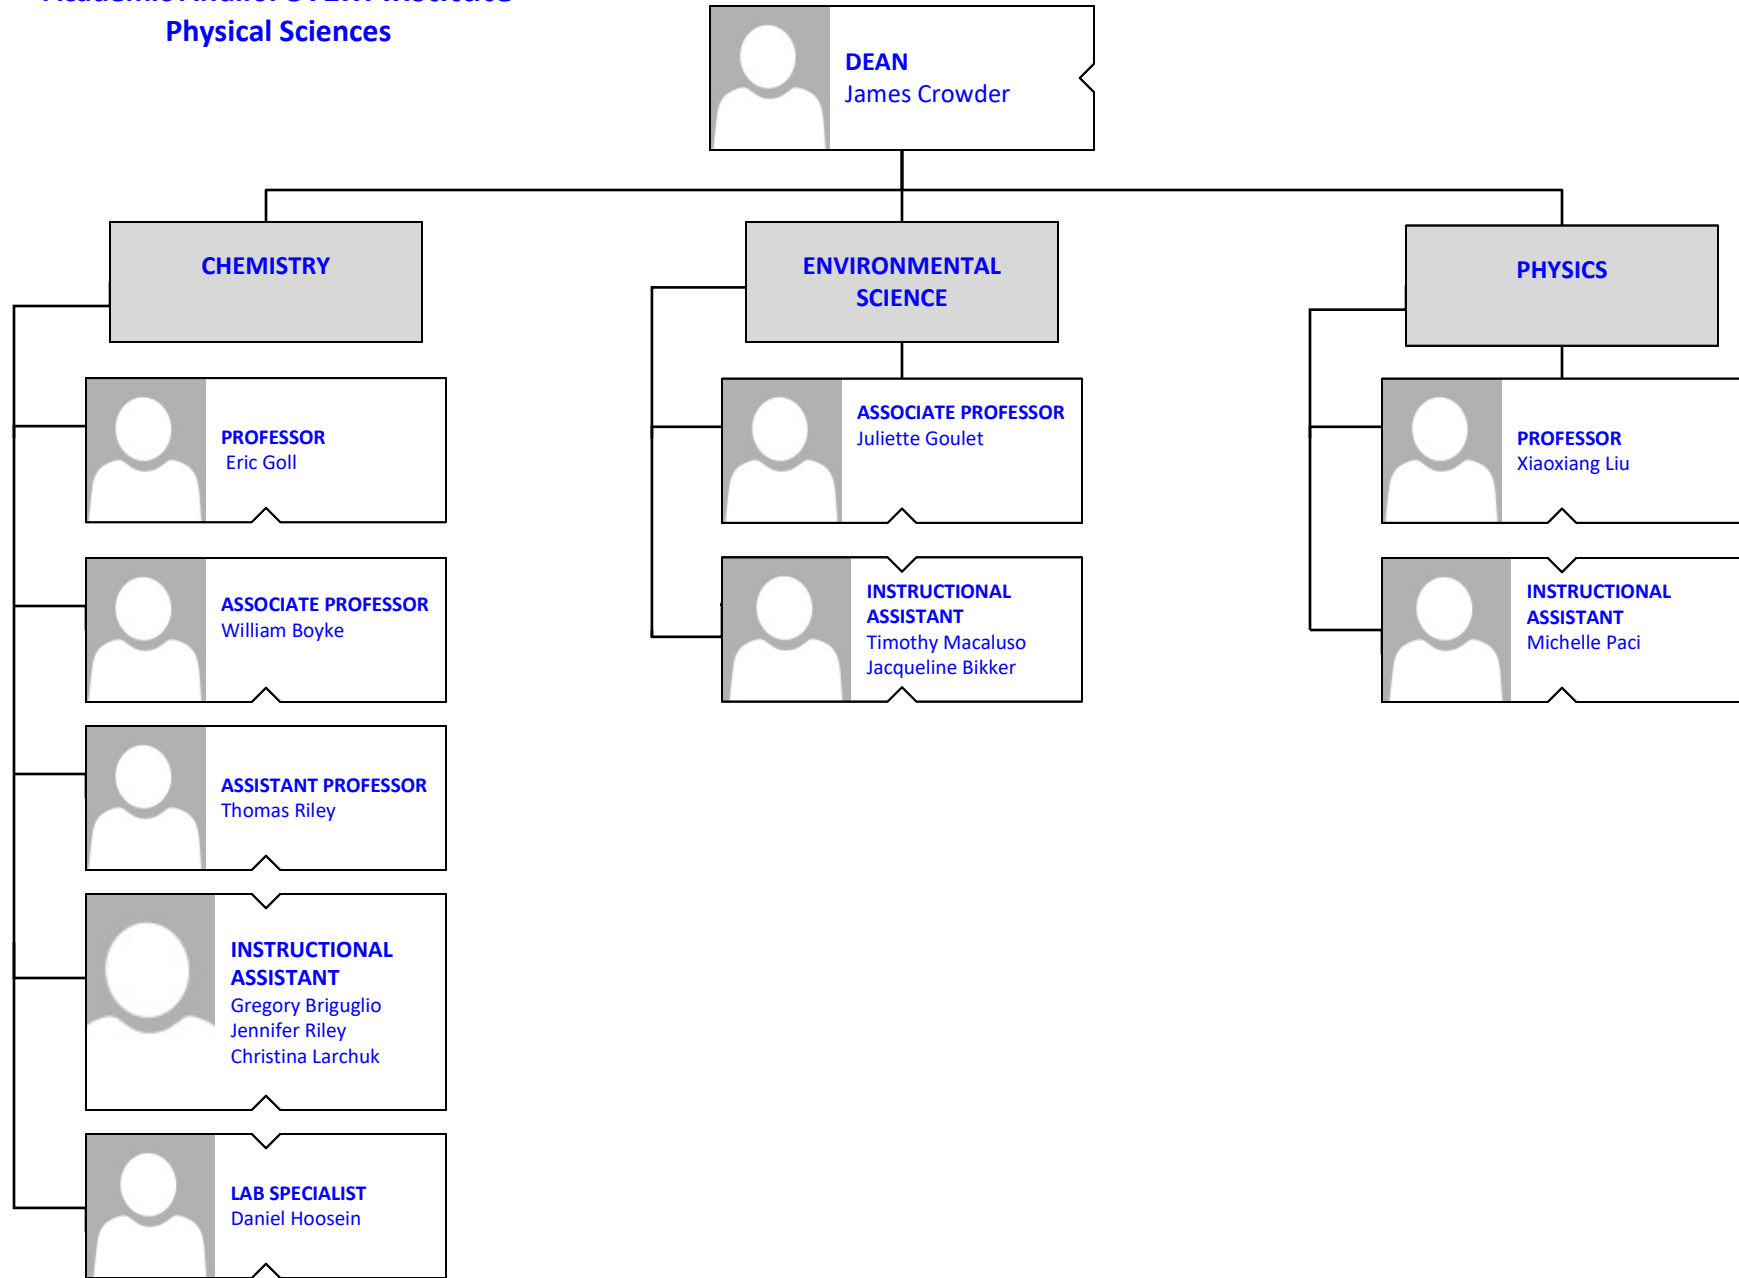 Physical Sciences
DEAN
James Crowder
CHEMISTRY
ENVIRONMENTAL
SCIENCE
PHYSICS
PROFESSOR
Eric Goll
ASSOCIATE PROFESSOR
William Boyke
ASSISTANT PROFESSOR
Thomas Riley
INSTRUCTIONAL
ASSISTANT
Gregory Briguglio
Jennifer Riley
Christina Larchuk
LAB SPECIALIST
Daniel Hoosein
ASSOCIATE PROFESSOR
Juliette Goulet
INSTRUCTIONAL
ASSISTANT
Timothy Macaluso
Jacqueline Bikker
PROFESSOR
Xiaoxiang Liu
INSTRUCTIONAL
ASSISTANT
Michelle Paci